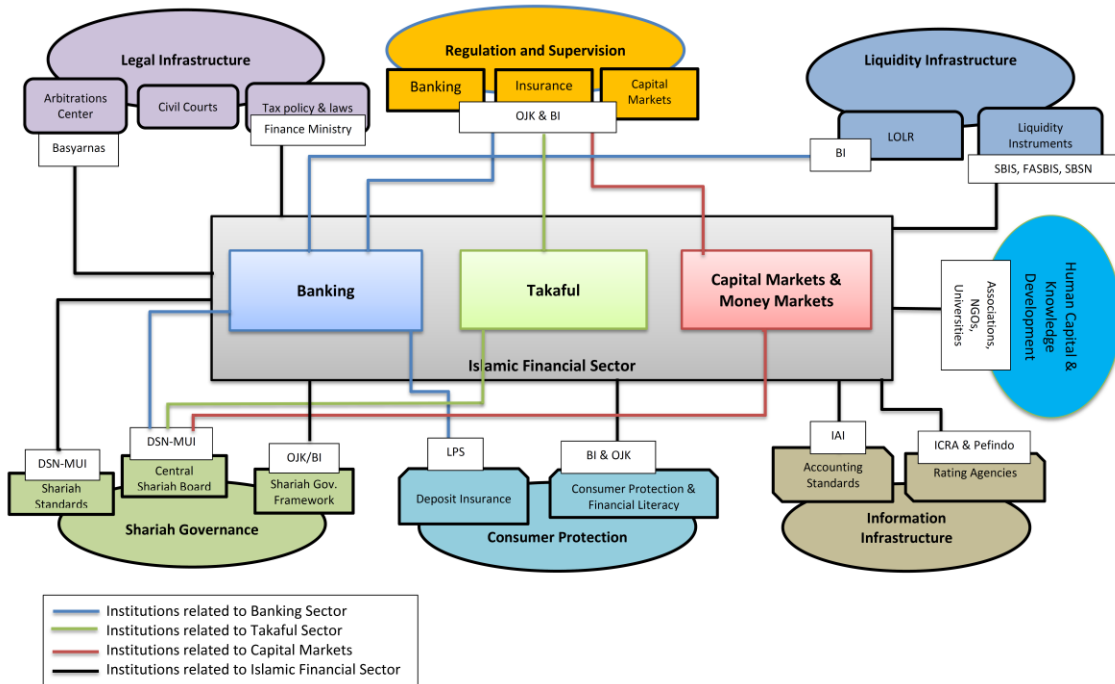 Legal Infrastructure
Arbitrations
Center
Civil Courts
Tax policy & laws
Basyarnas
Finance Ministry
Regulation and Supervision
Banking
Insurance
Capital
Markets
OJK & BI
Liquidity Infrastructure
LOLR
Liquidity
Instruments
BI
SBIS, FASBIS, SBSN
Banking
Takaful
Capital Markets &
Money Markets
Islamic Financial Sector
Human Capital &
Knowledge
Development
Associations,
NGOs,
Universities
DSN-MUI
Shariah
Standards
DSN-MUI
Central
Shariah Board
OJK/BI
Shariah Gov.
Framework
Shariah Governance
LPS
Deposit Insurance
BI & OJK
Consumer Protection &
Financial Literacy
Consumer Protection
IAI
Accounting
Standards
ICRA & Pefindo
Rating Agencies
Information
Infrastructure
Institutions related to Banking Sector
Institutions related to Takaful Sector
Institutions related to Capital Markets
Institutions related to Islamic Financial Sector